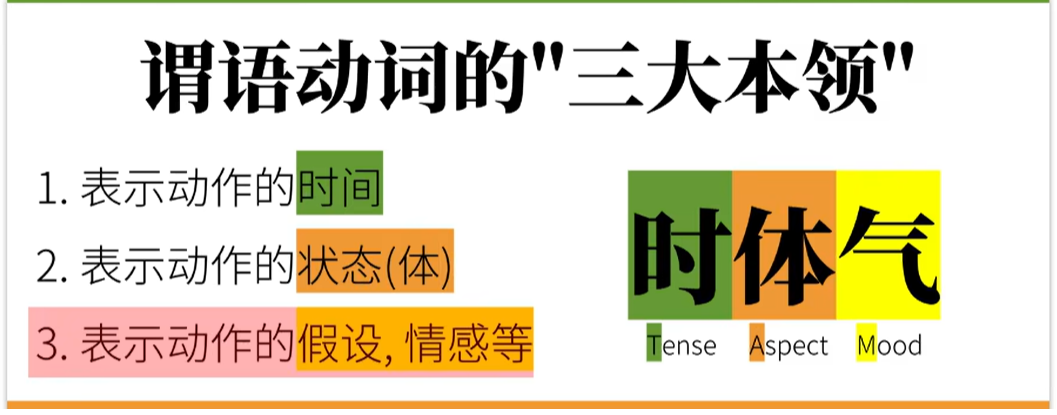 谓语动词的"三大本领"
1. 表示动作的时间
2. 表示动作的状态(体)
3. 表示动作的假设, 情感等
时体气
Tense Aspect Mood